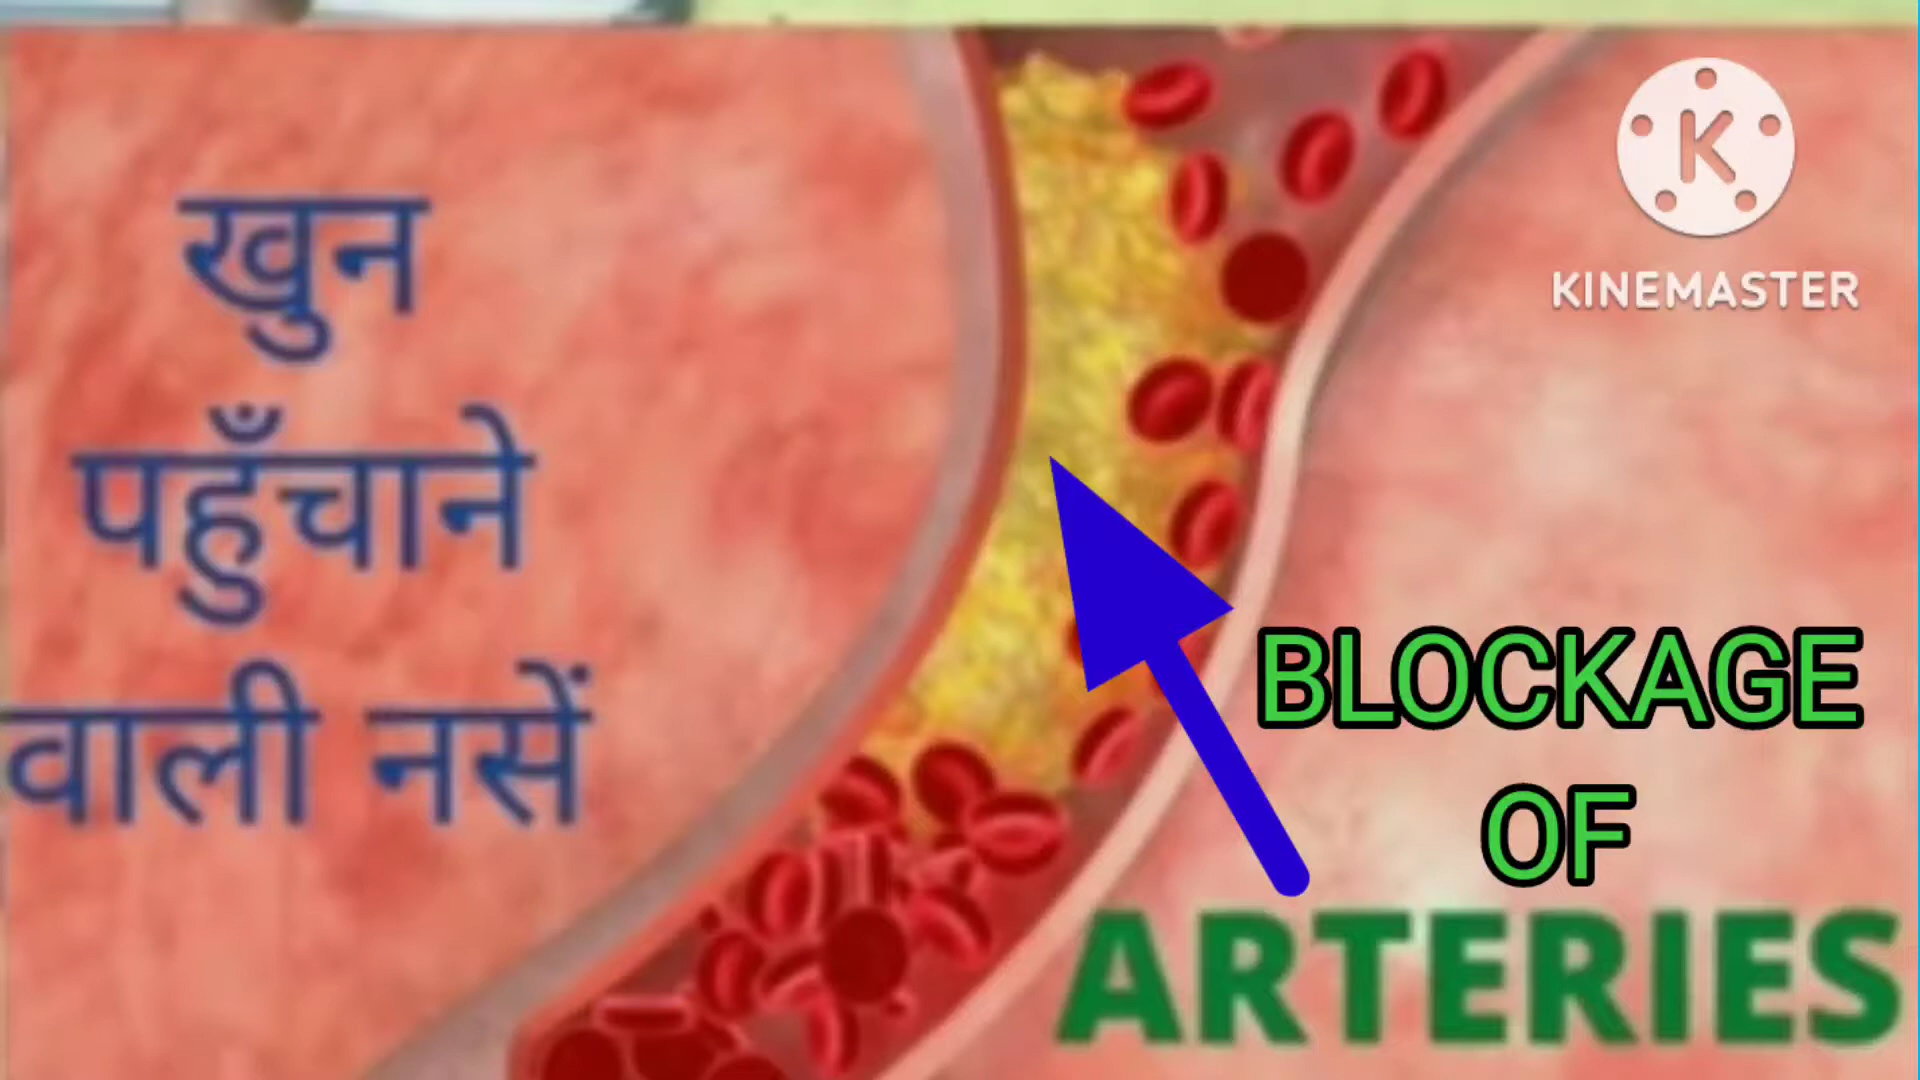 खुन
पहुँचाने
वाली नसें
K
KINEMASTER
BLOCKAGE
OF
ARTERIES